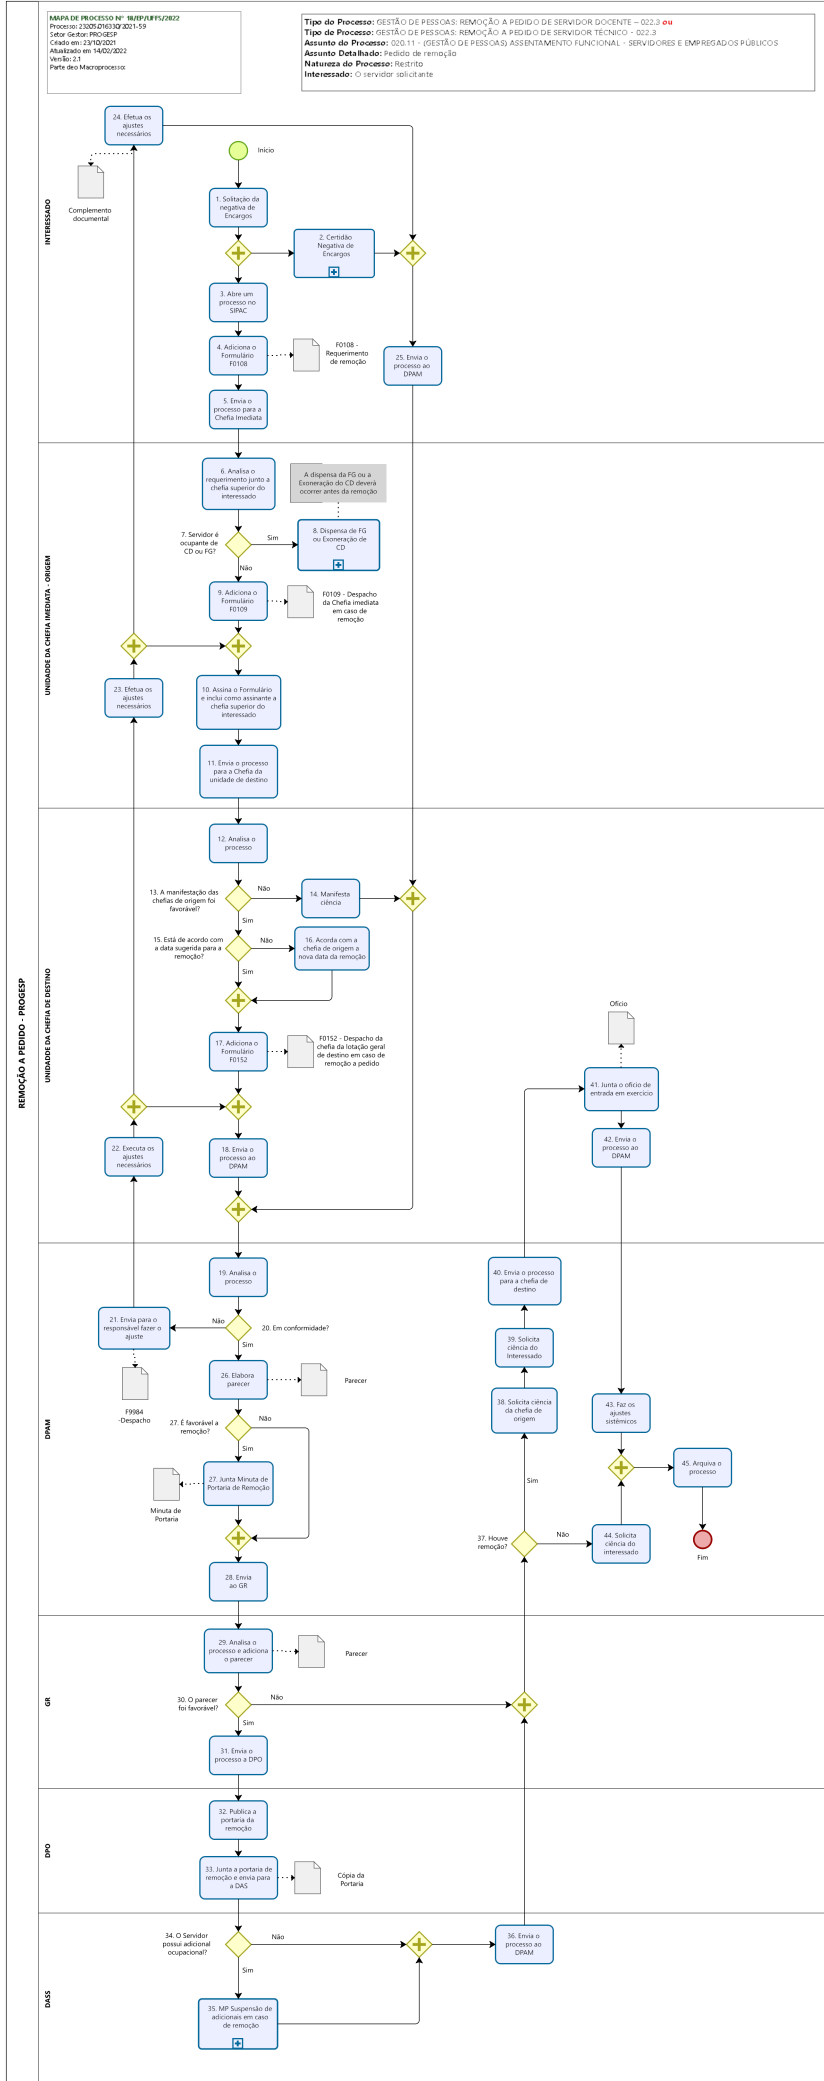 MAPA DE PROCESSO Nº 18/EP/UFFS/2022
Processo: 23205.016330/2021-59
Setor Gestor: PROGESP
Criado em: 23/10/2021
Atualizado em 14/02/2022
Versão: 2.1
Parte deo Macroprocesso:
Tipo do Processo: GESTÃO DE PESSOAS: REMOÇÃO A PEDIDO DE SERVIDOR DOCENTE – 022.3 ou
Tipo de Processo: GESTÃO DE PESSOAS: REMOÇÃO A PEDIDO DE SERVIDOR TÉCNICO - 022.3
Assunto do Processo: 020.11 - (GESTÃO DE PESSOAS) ASSENTAMENTO FUNCIONAL - SERVIDORES E EMPREGADOS PÚBLICOS
Assunto Detalhado: Pedido de remoção
Natureza do Processo: Restrito
Interessado: O servidor solicitante
REMOÇÃO A PEDIDO - PROGESP
INTERESSADO
24. Efetua os
ajustes
necessários
Complemento
documental
Início
1. Solitação da
negativa de
Encargos
2. Certidão
Negativa de
Encargos
3. Abre um
processo no
SIPAC
4. Adiciona o
Formulário
F0108
F0108 -
Requerimento
de remoção
25. Envia o
processo ao
DPAM
5. Envia o
processo para a
Chefia Imediata
UNIDADDE DA CHEFIA IMEDIATA - ORIGEM
6. Analisa o
requerimento junto a
chefia superior do
interessado
A dispensa da FG ou a
Exoneração do CD deverá
ocorrer antes da remoção
7. Servidor é
ocupante de
CD ou FG?
Sim
8. Dispensa de FG
ou Exoneração de
CD
Não
9. Adiciona o
Formulário
F0109
F0109 - Despacho
da Chefia imediata
em caso de
remoção
23. Efetua os
ajustes
necessários
10. Assina o Formulário
e inclui como assinante a
chefia superior do
interessado
11. Envia o processo
para a Chefia da
unidade de destino
UNIDADDE DA CHEFIA DE DESTINO
12. Analisa o
processo
13. A manifestação das
chefias de origem foi
favorável?
Não
14. Manifesta
ciência
Sim
15. Está de acordo com
a data sugerida para a
remoção?
Não
16. Acorda com a
chefia de origem a
nova data da remoção
Sim
17. Adiciona o
Formulário
F0152
F0152 - Despacho da
chefia da lotação geral
de destino em caso de
remoção a pedido
Ofício
41. Junta o ofício de
entrada em exercício
42. Envia o
processo ao
DPAM
22. Executa os
ajustes
necessários
18. Envia o
processo ao
DPAM
DPAM
19. Analisa o
processo
21. Envia para o
responsável fazer o
ajuste
Não
20. Em conformidade?
Sim
F9984
-Despacho
26. Elabora
parecer
Parecer
27. É favorável a
remoção?
Não
Sim
27. Junta Minuta de
Portaria de Remoção
Minuta de
Portaria
28. Envia
ao GR
40. Envia o processo
para a chefia de
destino
39. Solicita
ciência do
Interessado
38. Solicita ciência
da chefia de
origem
Sim
37. Houve
remoção?
Não
43. Faz os
ajustes
sistêmicos
45. Arquiva o
processo
44. Solicita
ciência do
interessado
Fim
GR
29. Analisa o
processo e adiciona
o parecer
Parecer
30. O parecer
foi favorável?
Não
Sim
31. Envia o
processo a DPO
DPO
32. Publica a
portaria da
remoção
33. Junta a portaria de
remoção e envia para
a DAS
Cópia da
Portaria
DASS
34. O Servidor
possui adicional
ocupacional?
Não
36. Envia o
processo ao
DPAM
Sim
35. MP Suspensão de
adicionais em caso
de remoção